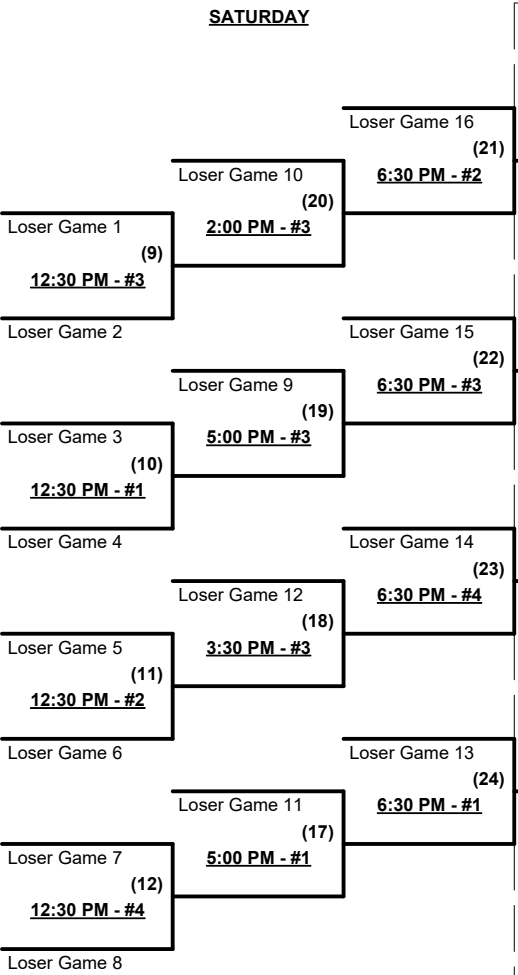 SATURDAY
Loser Game 16
(21)
6:30 PM - #2
Loser Game 10
(20)
2:00 PM - #3
Loser Game 1
(9)
12:30 PM - #3
Loser Game 2
Loser Game 15
(22)
6:30 PM - #3
Loser Game 9
(19)
5:00 PM - #3
Loser Game 3
(10)
12:30 PM - #1
Loser Game 4
Loser Game 14
(23)
6:30 PM - #4
Loser Game 12
(18)
3:30 PM - #3
Loser Game 5
(11)
12:30 PM - #2
Loser Game 6
Loser Game 13
(24)
6:30 PM - #1
Loser Game 11
(17)
5:00 PM - #1
Loser Game 7
(12)
12:30 PM - #4
Loser Game 8